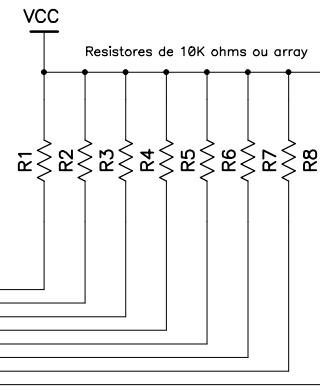 VCC
Resistores de 10K ohms ou array
R1
R2
R3
R4
R5
R6
R7
R8